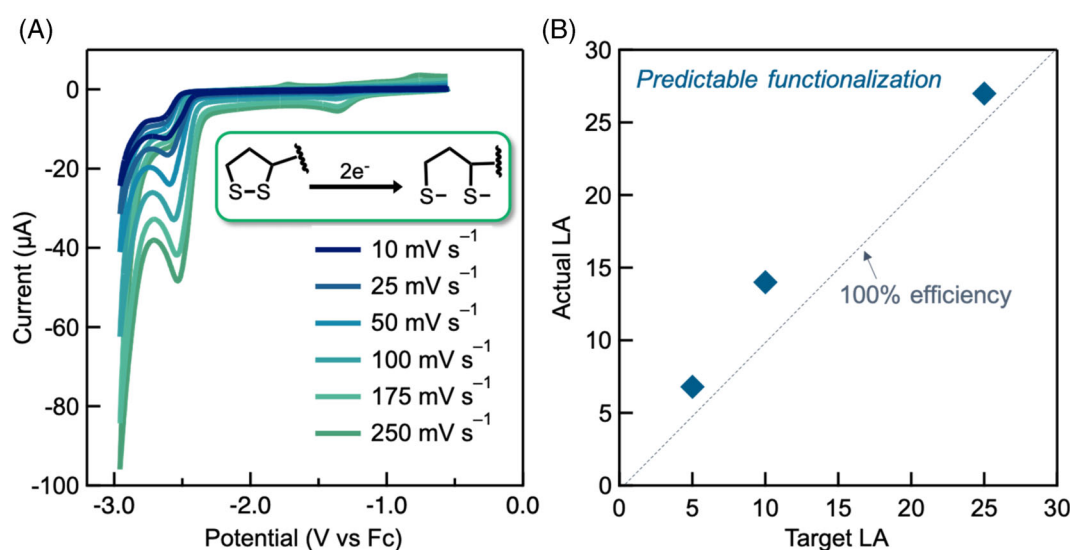 (A)
0
-20
-40
-60
-80
-100
Current (µA)
-3.0
-2.0
-1.0
0.0
Potential (V vs Fc)
S–S
2e⁻
S– S–
10 mV s⁻¹
25 mV s⁻¹
50 mV s⁻¹
100 mV s⁻¹
175 mV s⁻¹
250 mV s⁻¹
(B)
30
25
20
15
10
5
0
Actual LA
Predictable functionalization
100% efficiency
0
5
10
15
20
25
30
Target LA